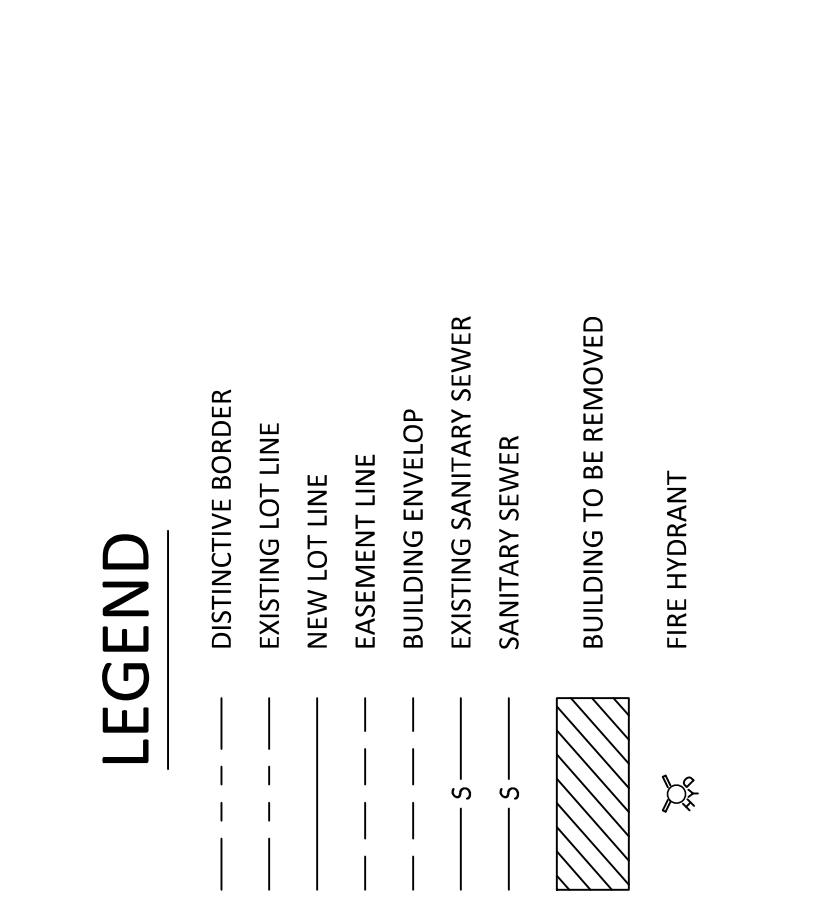 LEGEND
DISTINCTIVE BORDER
EXISTING LOT LINE
NEW LOT LINE
EASEMENT LINE
BUILDING ENVELOP
S EXISTING SANITARY SEWER
S SANITARY SEWER
BUILDING TO BE REMOVED
HYD FIRE HYDRANT